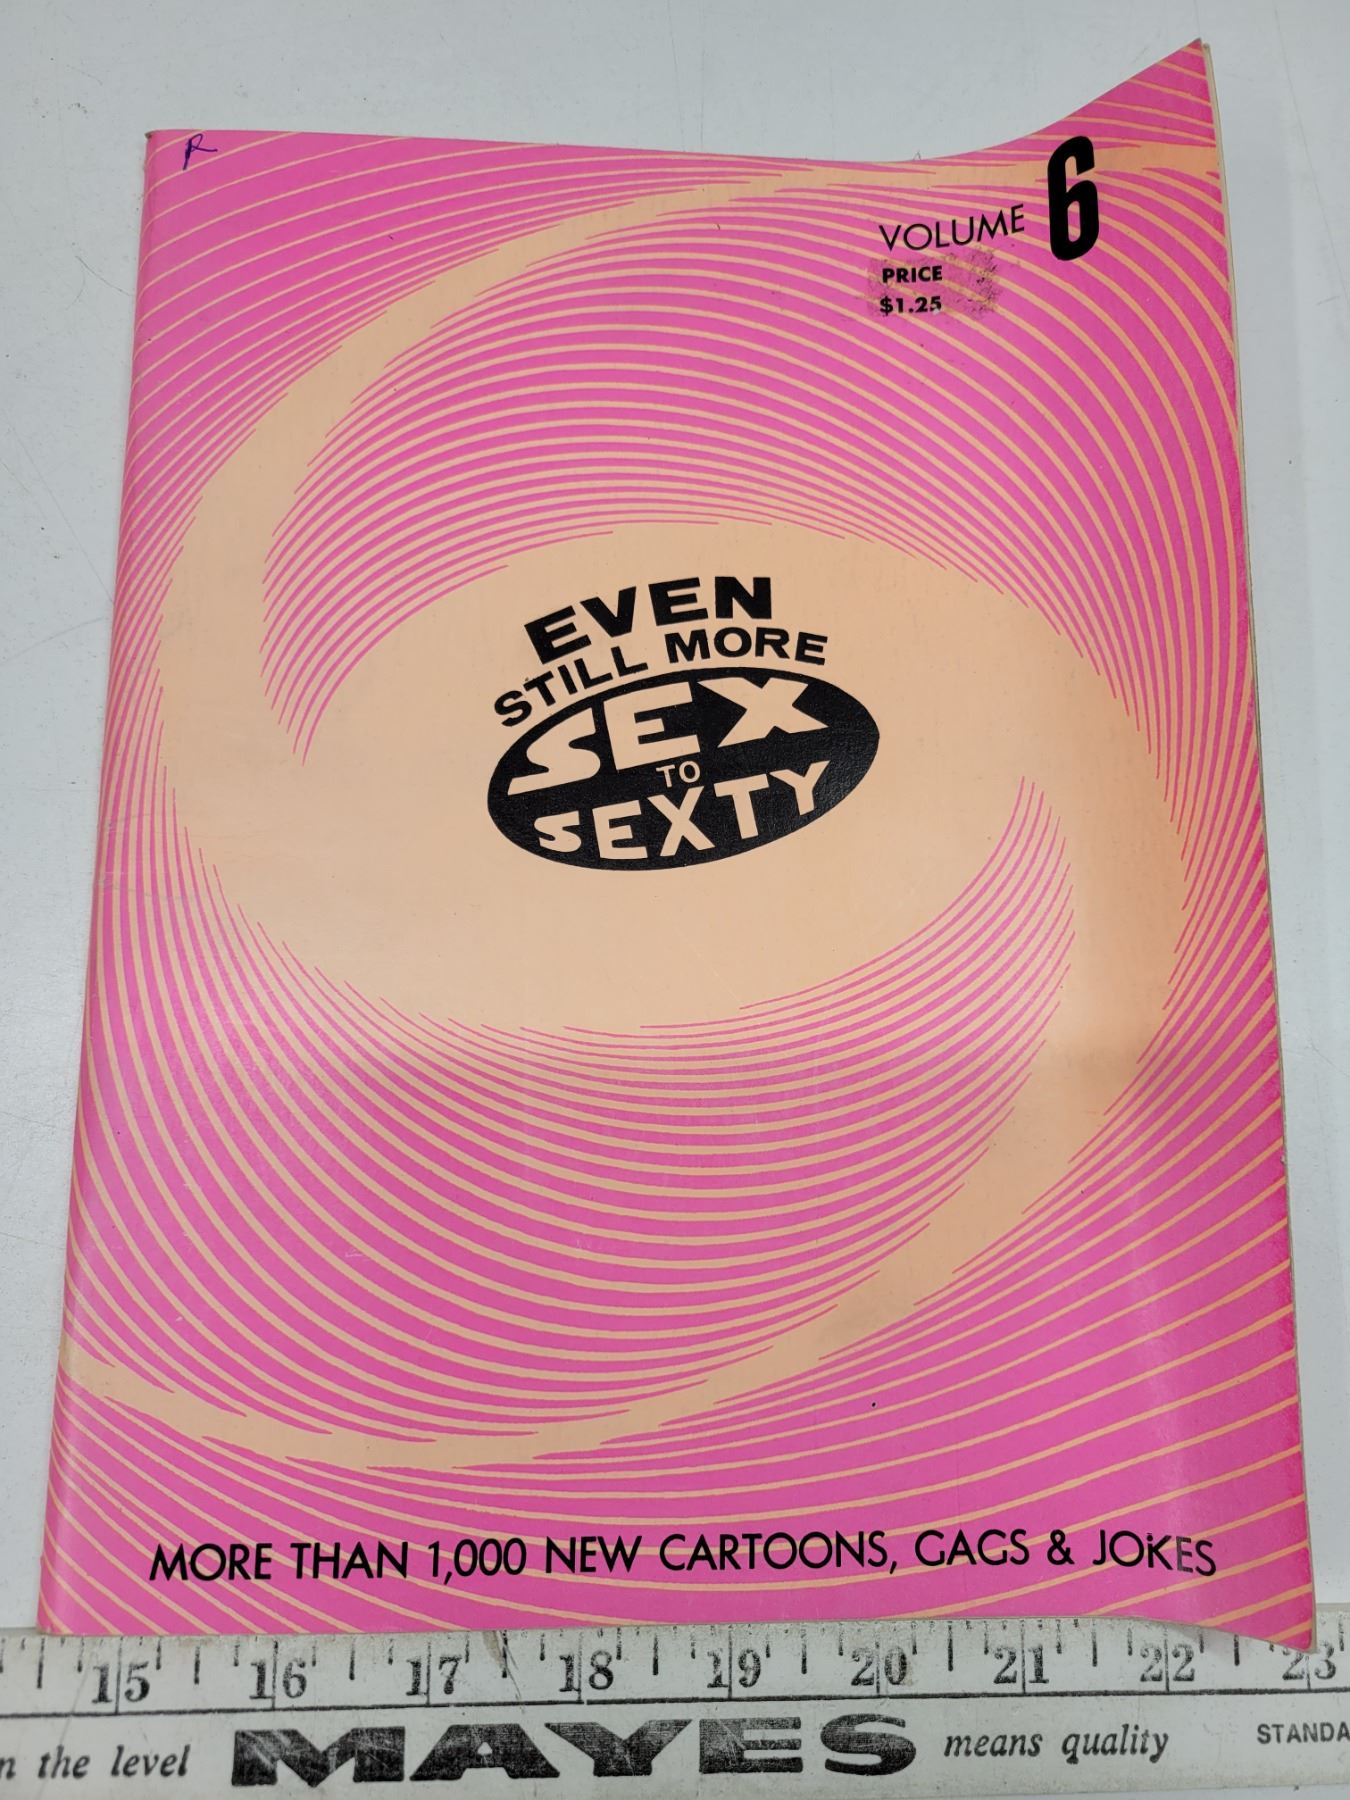 R
VOLUME 6
PRICE
$1.25
EVEN
STILL MORE
SEX
TO
SEXTY
MORE THAN 1,000 NEW CARTOONS, GAGS & JOKES
15 16 17 18 19 20 21 22 23
n the level MAYES means quality STANDA